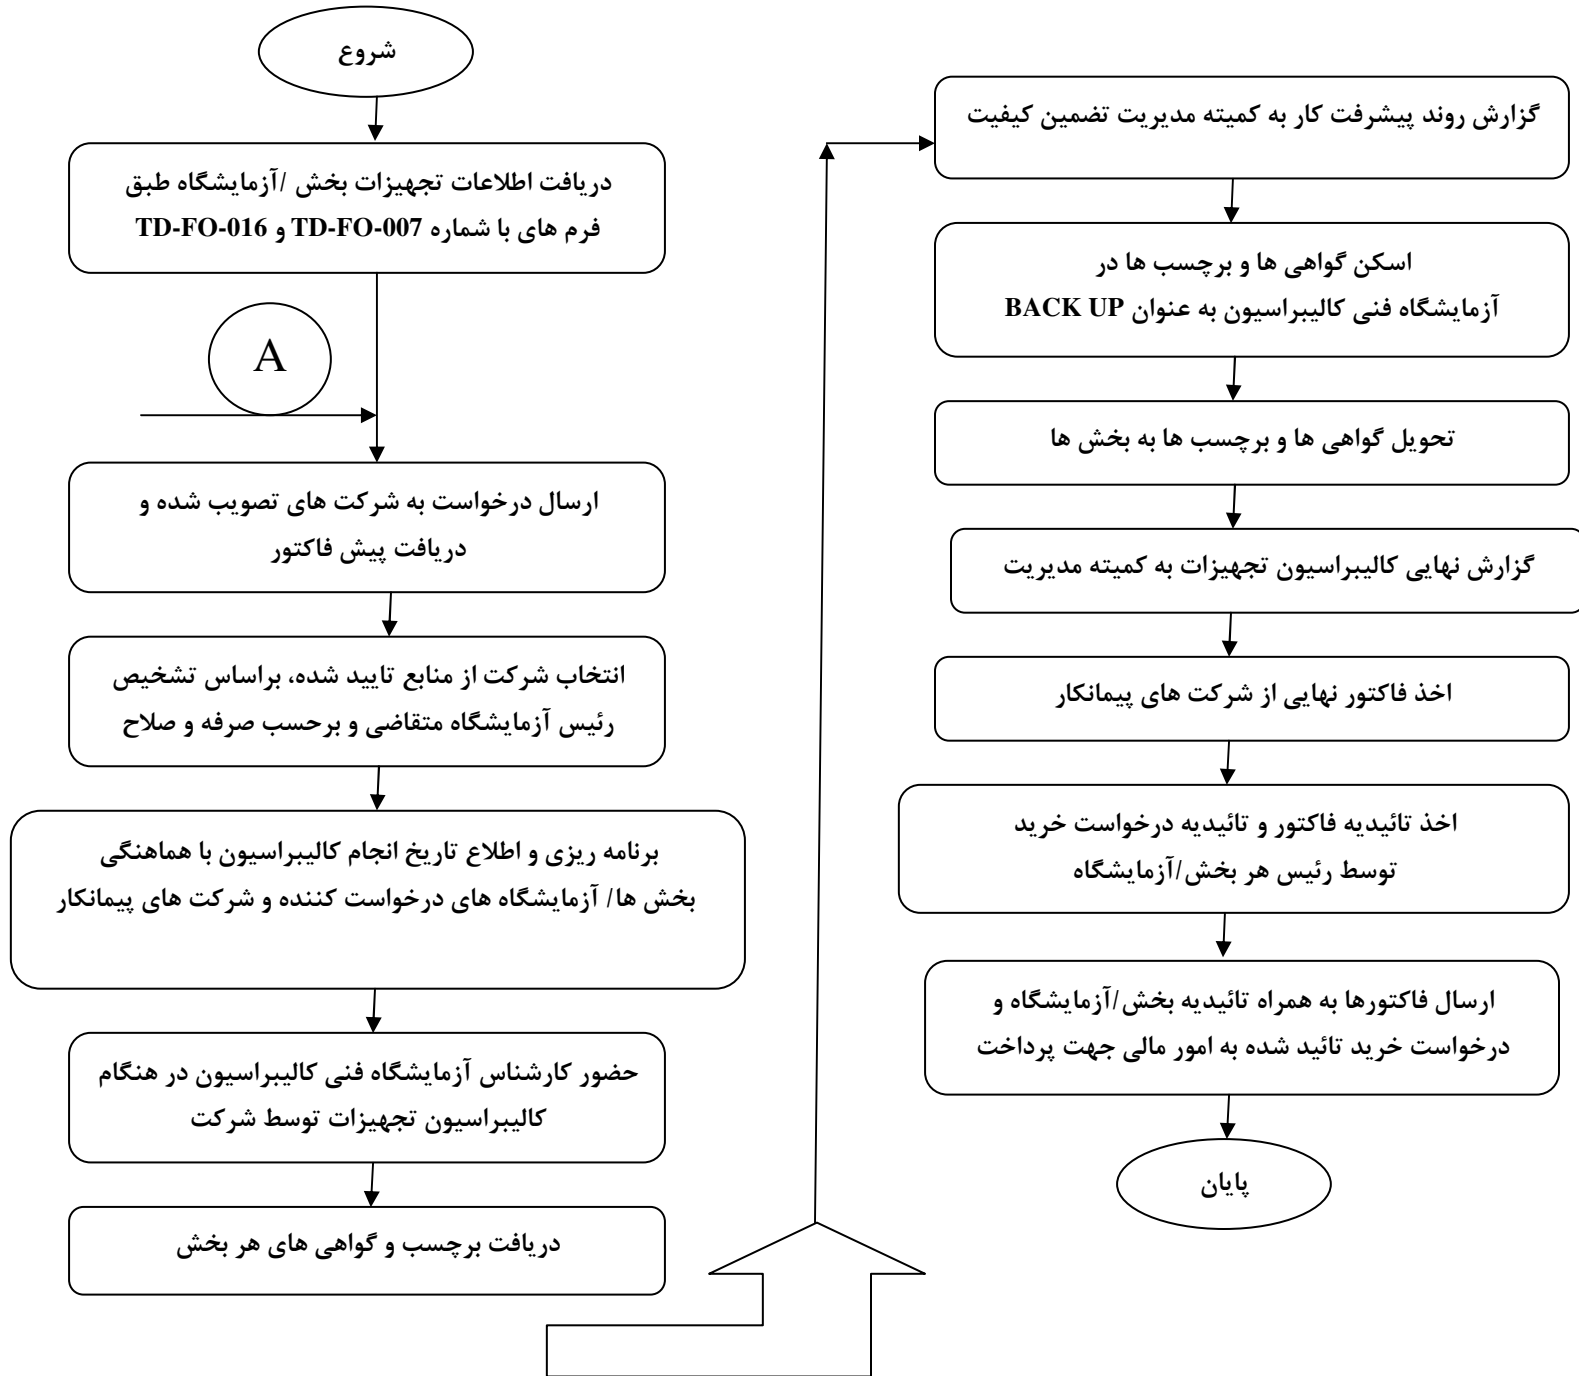 شروع
دریافت اطلاعات تجهیزات بخش /آزمایشگاه طبق
فرم های با شماره TD-FO-007 و TD-FO-016
A
ارسال درخواست به شرکت های تصویب شده و
دریافت پیش فاکتور
انتخاب شرکت از منابع تایید شده، براساس تشخیص
رئیس آزمایشگاه متقاضی و برحسب صرفه و صلاح
برنامه ریزی و اطلاع تاریخ انجام کالیبراسیون با هماهنگی
بخش ها/ آزمایشگاه های درخواست کننده و شرکت های پیمانکار
حضور کارشناس آزمایشگاه فنی کالیبراسیون در هنگام
کالیبراسیون تجهیزات توسط شرکت
دریافت برچسب و گواهی های هر بخش
گزارش روند پیشرفت کار به کمیته مدیریت تضمین کیفیت
اسکن گواهی ها و برچسب ها در
آزمایشگاه فنی کالیبراسیون به عنوان BACK UP
تحویل گواهی ها و برچسب ها به بخش ها
گزارش نهایی کالیبراسیون تجهیزات به کمیته مدیریت
اخذ فاکتور نهایی از شرکت های پیمانکار
اخذ تائیدیه فاکتور و تائیدیه درخواست خرید
توسط رئیس هر بخش/آزمایشگاه
ارسال فاکتورها به همراه تائیدیه بخش/آزمایشگاه و
درخواست خرید تائید شده به امور مالی جهت پرداخت
پایان